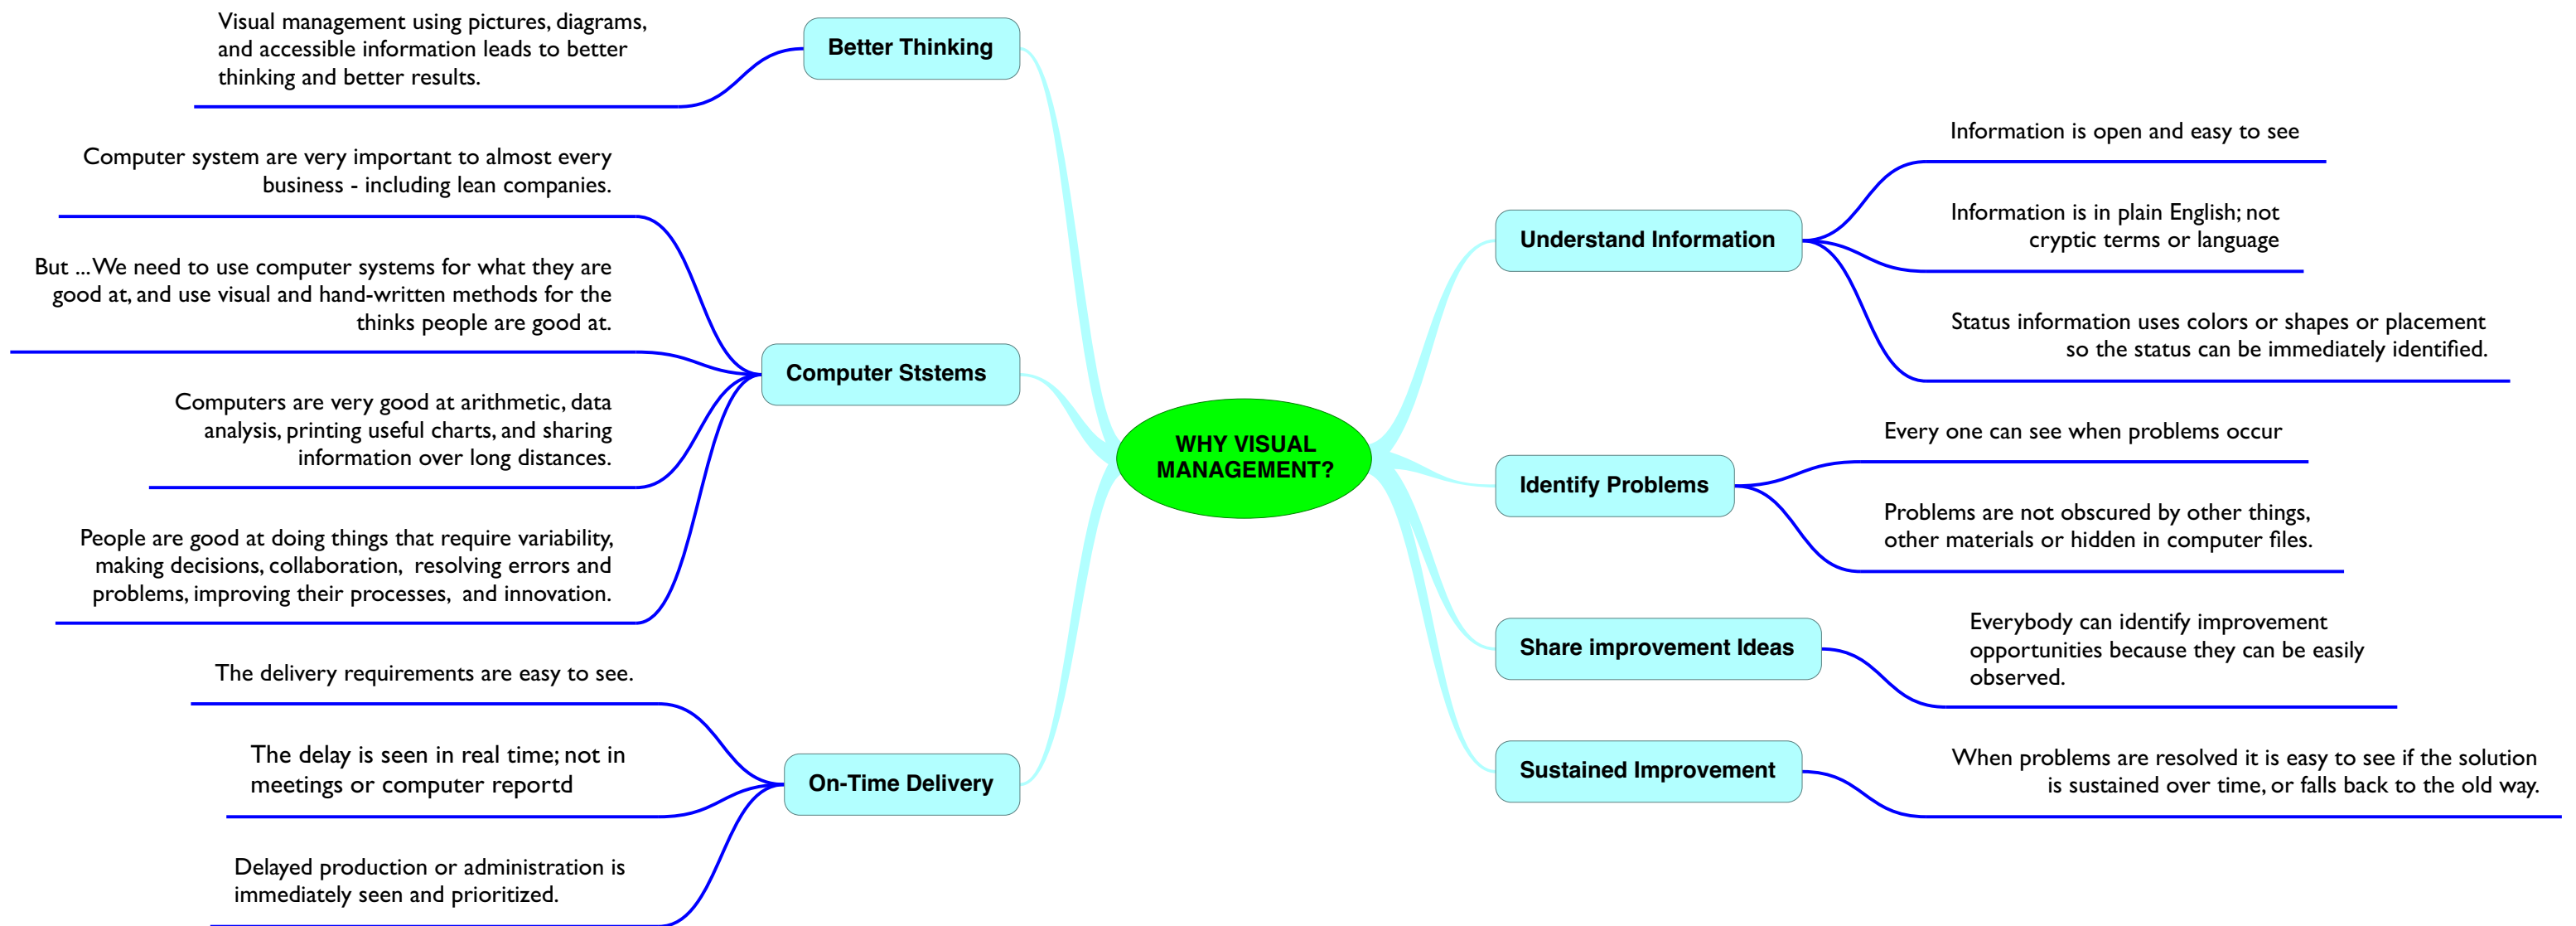 Visual management using pictures, diagrams,
and accessible information leads to better
thinking and better results.
Better Thinking
Computer system are very important to almost every
business - including lean companies.
But ... We need to use computer systems for what they are
good at, and use visual and hand-written methods for the
thinks people are good at.
Computers are very good at arithmetic, data
analysis, printing useful charts, and sharing
information over long distances.
People are good at doing things that require variability,
making decisions, collaboration, resolving errors and
problems, improving their processes, and innovation.
Computer Ststems
The delivery requirements are easy to see.
The delay is seen in real time; not in
meetings or computer reportd
Delayed production or administration is
immediately seen and prioritized.
On-Time Delivery
WHY VISUAL
MANAGEMENT?
Understand Information
Information is open and easy to see
Information is in plain English; not
cryptic terms or language
Status information uses colors or shapes or placement
so the status can be immediately identified.
Identify Problems
Every one can see when problems occur
Problems are not obscured by other things,
other materials or hidden in computer files.
Share improvement Ideas
Everybody can identify improvement
opportunities because they can be easily
observed.
Sustained Improvement
When problems are resolved it is easy to see if the solution
is sustained over time, or falls back to the old way.